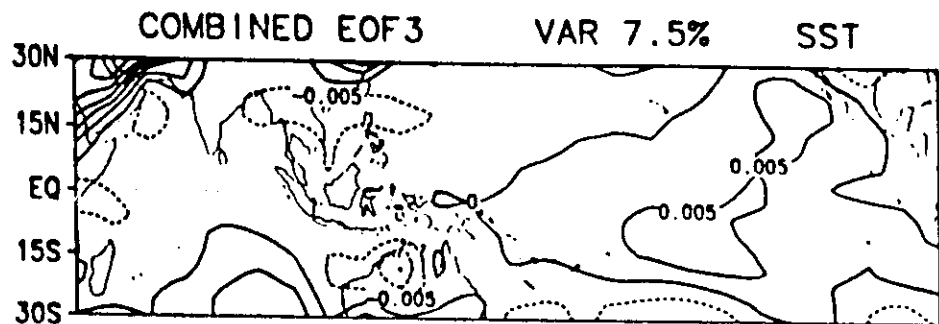 COMBINED EOF3 VAR 7.5% SST
30N
-0.005
15N
0.005
EQ
0
0.005
15S
0.005
30S